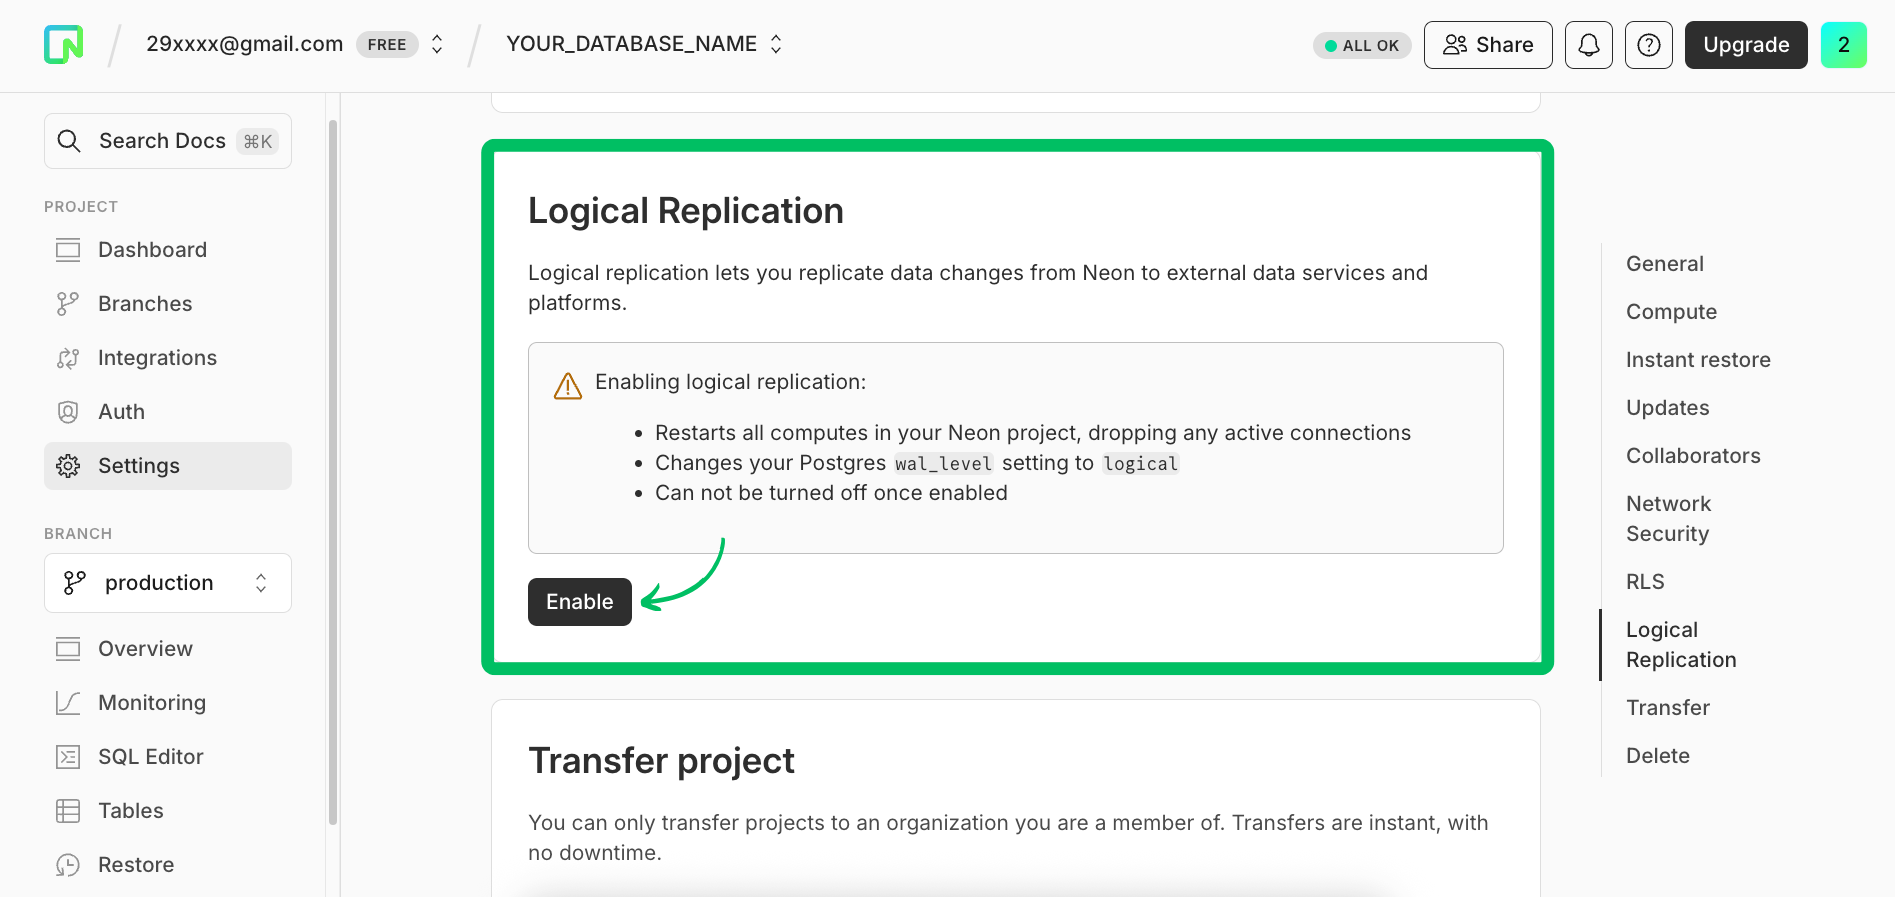 29xxxx@gmail.com FREE YOUR_DATABASE_NAME ALL OK Share Upgrade 2
Search Docs ⌘K
PROJECT
Dashboard
Branches
Integrations
Auth
Settings
BRANCH
production
Overview
Monitoring
SQL Editor
Tables
Restore
Logical Replication
Logical replication lets you replicate data changes from Neon to external data services and
platforms.
Enabling logical replication:
• Restarts all computes in your Neon project, dropping any active connections
• Changes your Postgres wal_level setting to logical
• Can not be turned off once enabled
Enable
Transfer project
You can only transfer projects to an organization you are a member of. Transfers are instant, with
no downtime.
General
Compute
Instant restore
Updates
Collaborators
Network
Security
RLS
Logical
Replication
Transfer
Delete